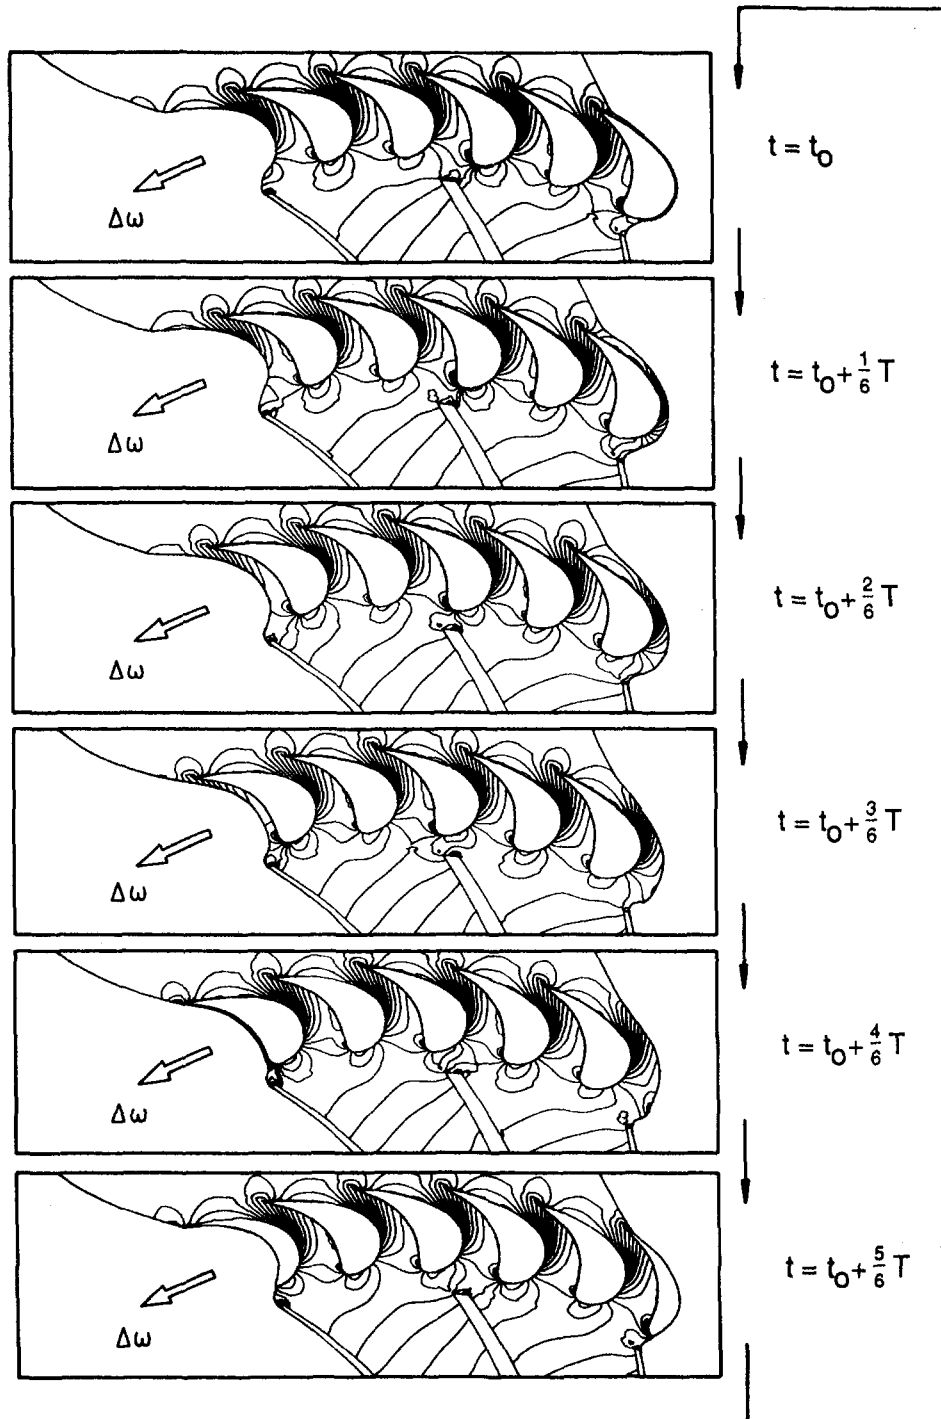 t = t₀
Δω
t = t₀ + 1/6 T
Δω
t = t₀ + 2/6 T
Δω
t = t₀ + 3/6 T
Δω
t = t₀ + 4/6 T
Δω
t = t₀ + 5/6 T
Δω